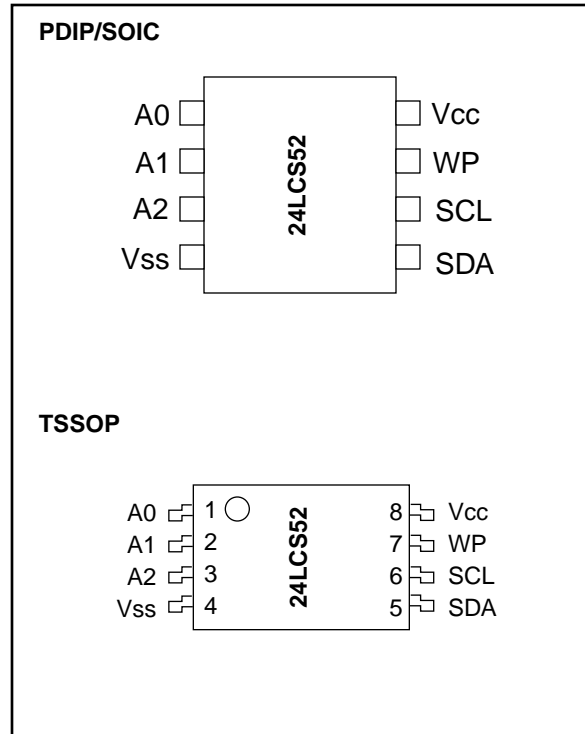 PDIP/SOIC
A0 Vcc
A1 WP
A2 SCL
Vss SDA
24LCS52
TSSOP
A0 1 8 Vcc
A1 2 7 WP
A2 3 6 SCL
Vss 4 5 SDA
24LCS52